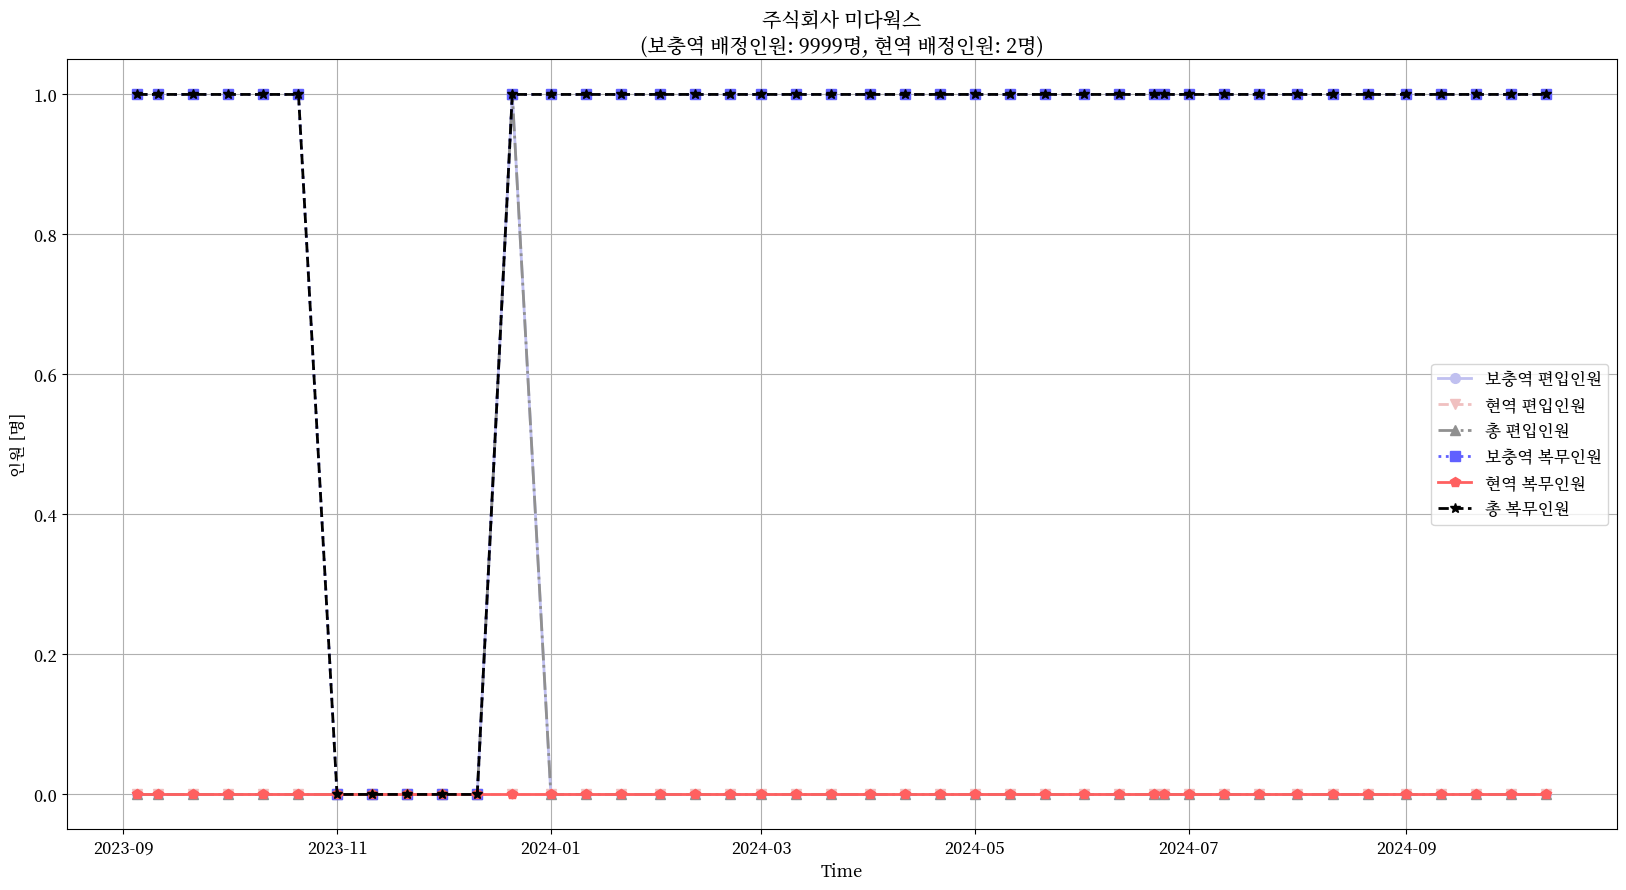 주식회사 미다웍스
(보충역 배정인원: 9999명, 현역 배정인원: 2명)
인원 [명]
1.0
0.8
0.6
0.4
0.2
0.0
보충역 편입인원
현역 편입인원
총 편입인원
보충역 복무인원
현역 복무인원
총 복무인원
2023-09
2023-11
2024-01
2024-03
2024-05
2024-07
2024-09
Time